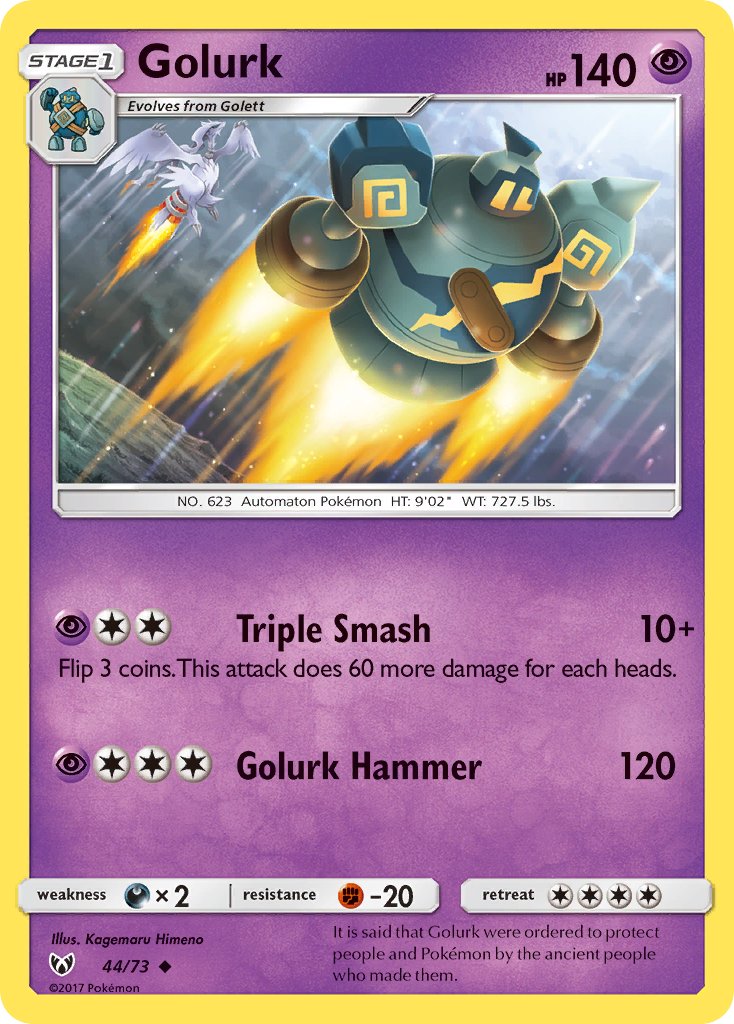 STAGE1
Golurk
HP 140
Evolves from Golett
NO. 623 Automaton Pokémon HT: 9'02" WT: 727.5 lbs.
Triple Smash 10+
Flip 3 coins. This attack does 60 more damage for each heads.
Golurk Hammer 120
weakness × 2 resistance -20 retreat
Illus. Kagemaru Himeno
44/73
©2017 Pokémon
It is said that Golurk were ordered to protect
people and Pokémon by the ancient people
who made them.